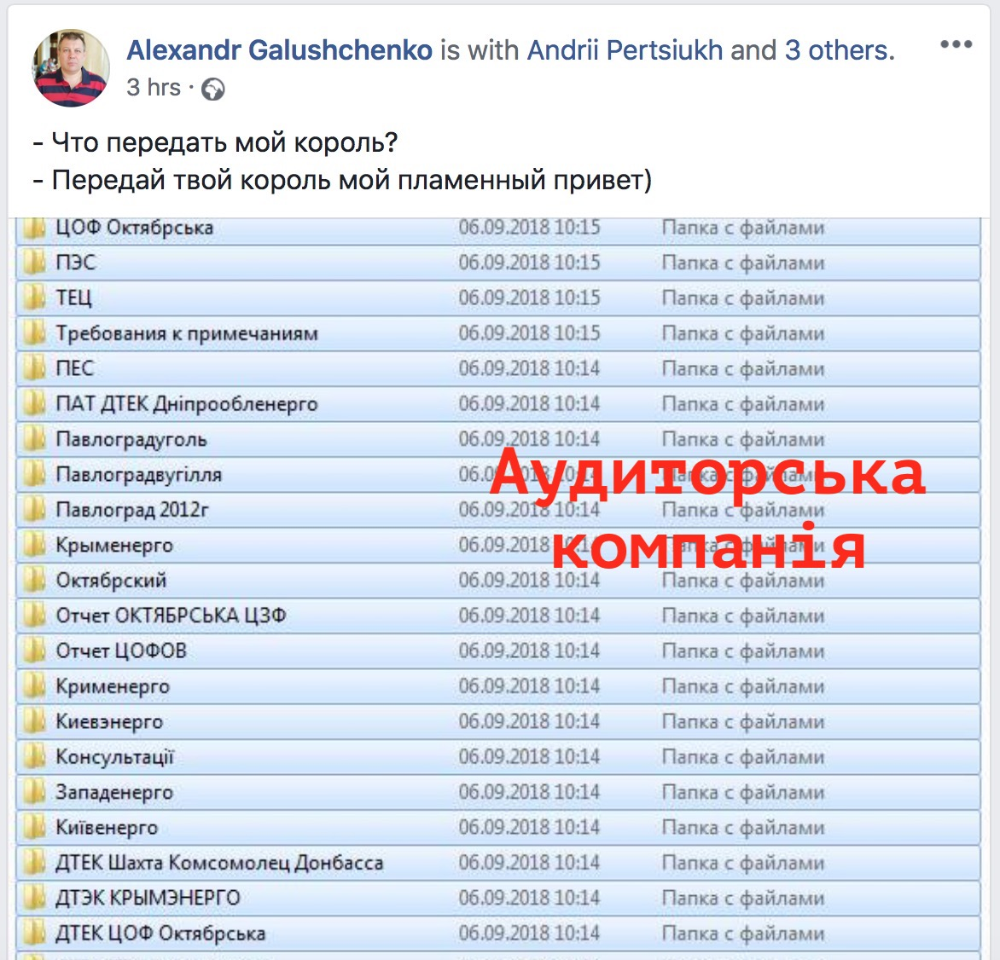 Alexandr Galushchenko is with Andrii Pertsiukh and 3 others.
3 hrs ·
- Что передать мой король?
- Передай твой король мой пламенный привет)
ЦОФ Октябрська 06.09.2018 10:15 Папка с файлами
ПЭС 06.09.2018 10:15 Папка с файлами
ТЕЦ 06.09.2018 10:15 Папка с файлами
Требования к примечаниям 06.09.2018 10:15 Папка с файлами
ПЕС 06.09.2018 10:14 Папка с файлами
ПАТ ДТЕК Дніпрообленерго 06.09.2018 10:14 Папка с файлами
Павлоградуголь 06.09.2018 10:14 Папка с файлами
Павлоградвугілля 06.09.2018 10:14 Папка с файлами
Аудиторська
Павлоград 2012г 06.09.2018 10:14 Папка с файлами
Крыменерго 06.09.2018 10:14 Папка с файлами
компанія
Октябрский 06.09.2018 10:14 Папка с файлами
Отчет ОКТЯБРСЬКА ЦЗФ 06.09.2018 10:14 Папка с файлами
Отчет ЦОФОВ 06.09.2018 10:14 Папка с файлами
Крименерго 06.09.2018 10:14 Папка с файлами
Киевэнерго 06.09.2018 10:14 Папка с файлами
Консультації 06.09.2018 10:14 Папка с файлами
Западенерго 06.09.2018 10:14 Папка с файлами
Київенерго 06.09.2018 10:14 Папка с файлами
ДТЕК Шахта Комсомолец Донбасса 06.09.2018 10:14 Папка с файлами
ДТЭК КРЫМЭНЕРГО 06.09.2018 10:14 Папка с файлами
ДТЕК ЦОФ Октябрська 06.09.2018 10:14 Папка с файлами